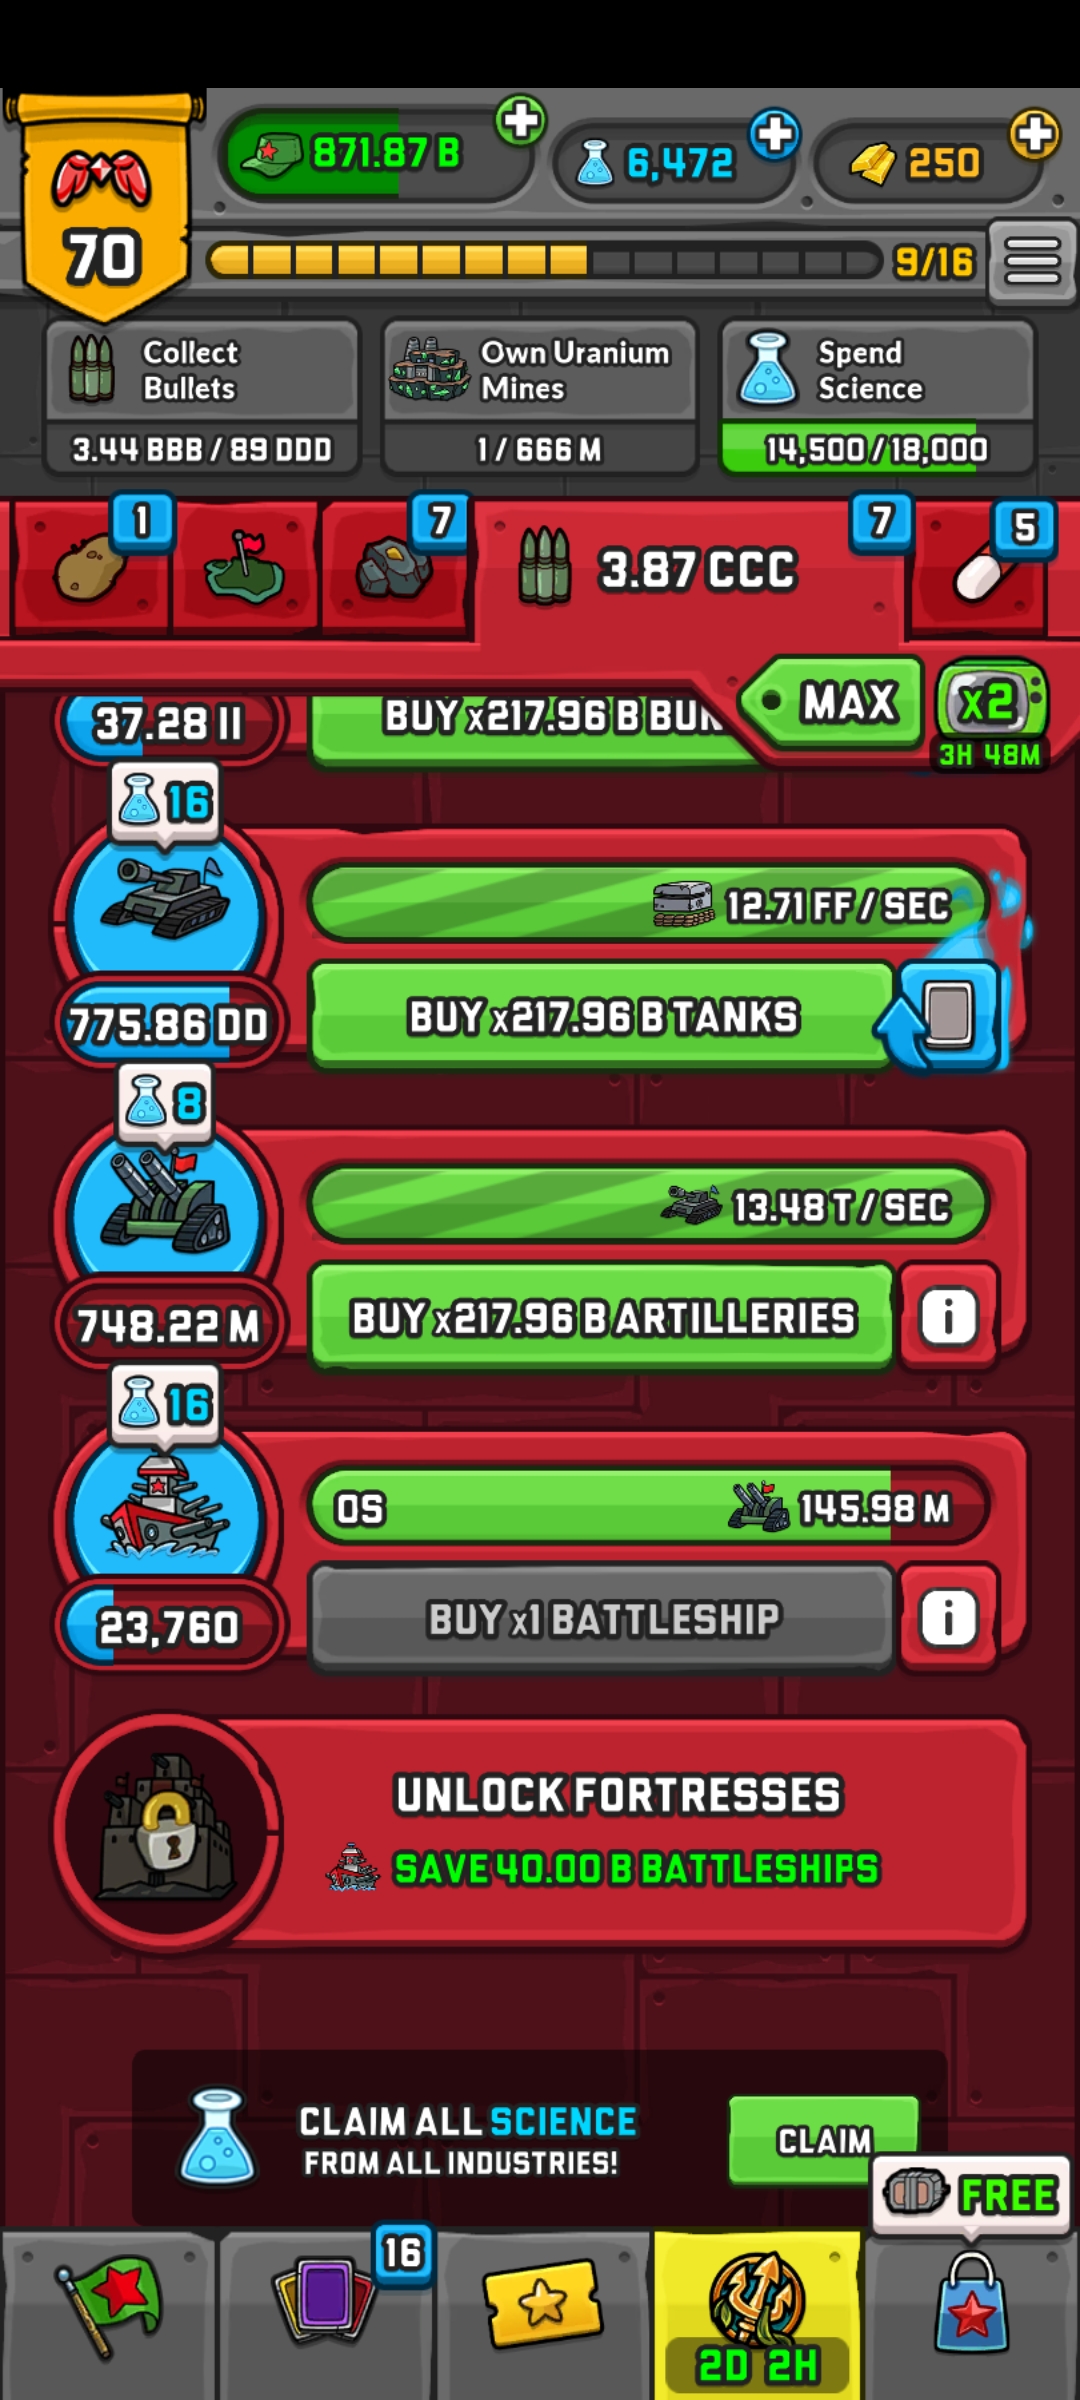 871.87 B
6,472
250
70
9/16
Collect
Bullets
3.44 BBB / 89 DDD
Own Uranium
Mines
1 / 666 M
Spend
Science
14,500/18,000
1
7
3.87 CCC
7
5
MAX
x2
3H 48M
37.28 II
BUY x217.96 B BUN
16
12.71 FF / SEC
775.86 DD
BUY x217.96 B TANKS
8
13.48 T / SEC
748.22 M
BUY x217.96 B ARTILLERIES
i
16
0S
145.98 M
23,760
BUY x1 BATTLESHIP
i
UNLOCK FORTRESSES
SAVE 40.00 B BATTLESHIPS
CLAIM ALL SCIENCE
FROM ALL INDUSTRIES!
CLAIM
FREE
16
2D 2H